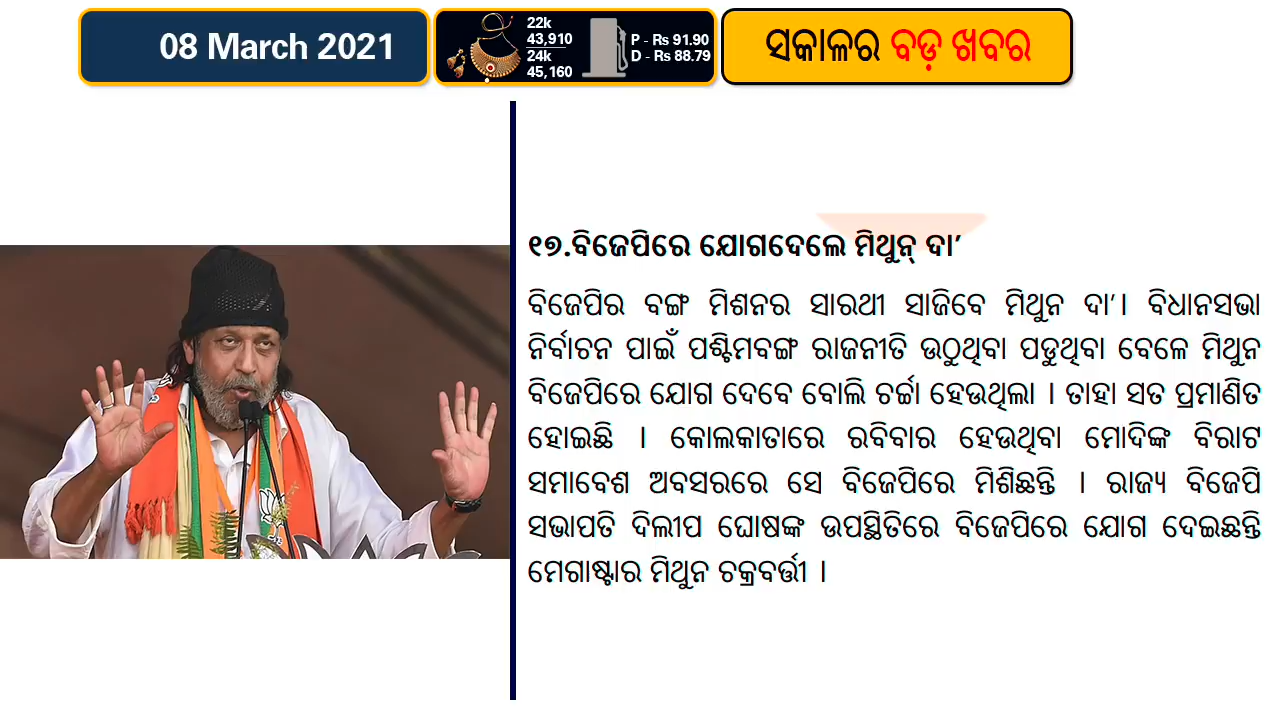 08 March 2021
22k
43,910
24k
45,160
P - Rs 91.90
D - Rs 88.79
ସକାଳର ବଡ଼ ଖବର
୧୭.ବିଜେପିରେ ଯୋଗଦେଲେ ମିଥୁନ୍ ଦା’
ବିଜେପିର ବଙ୍ଗ ମିଶନର ସାରଥୀ ସାଜିବେ ମିଥୁନ ଦା’। ବିଧାନସଭା
ନିର୍ବାଚନ ପାଇଁ ପଶ୍ଚିମବଙ୍ଗ ରାଜନୀତି ଉଠୁଥିବା ପଡୁଥିବା ବେଳେ ମିଥୁନ
ବିଜେପିରେ ଯୋଗ ଦେବେ ବୋଲି ଚର୍ଚ୍ଚା ହେଉଥିଲା । ତାହା ସତ ପ୍ରମାଣିତ
ହୋଇଛି । କୋଲକାତାରେ ରବିବାର ହେଉଥିବା ମୋଦିଙ୍କ ବିରାଟ
ସମାବେଶ ଅବସରରେ ସେ ବିଜେପିରେ ମିଶିଛନ୍ତି । ରାଜ୍ୟ ବିଜେପି
ସଭାପତି ଦିଲୀପ ଘୋଷଙ୍କ ଉପସ୍ଥିତିରେ ବିଜେପିରେ ଯୋଗ ଦେଇଛନ୍ତି
ମେଗାଷ୍ଟାର ମିଥୁନ ଚକ୍ରବର୍ତ୍ତୀ ।